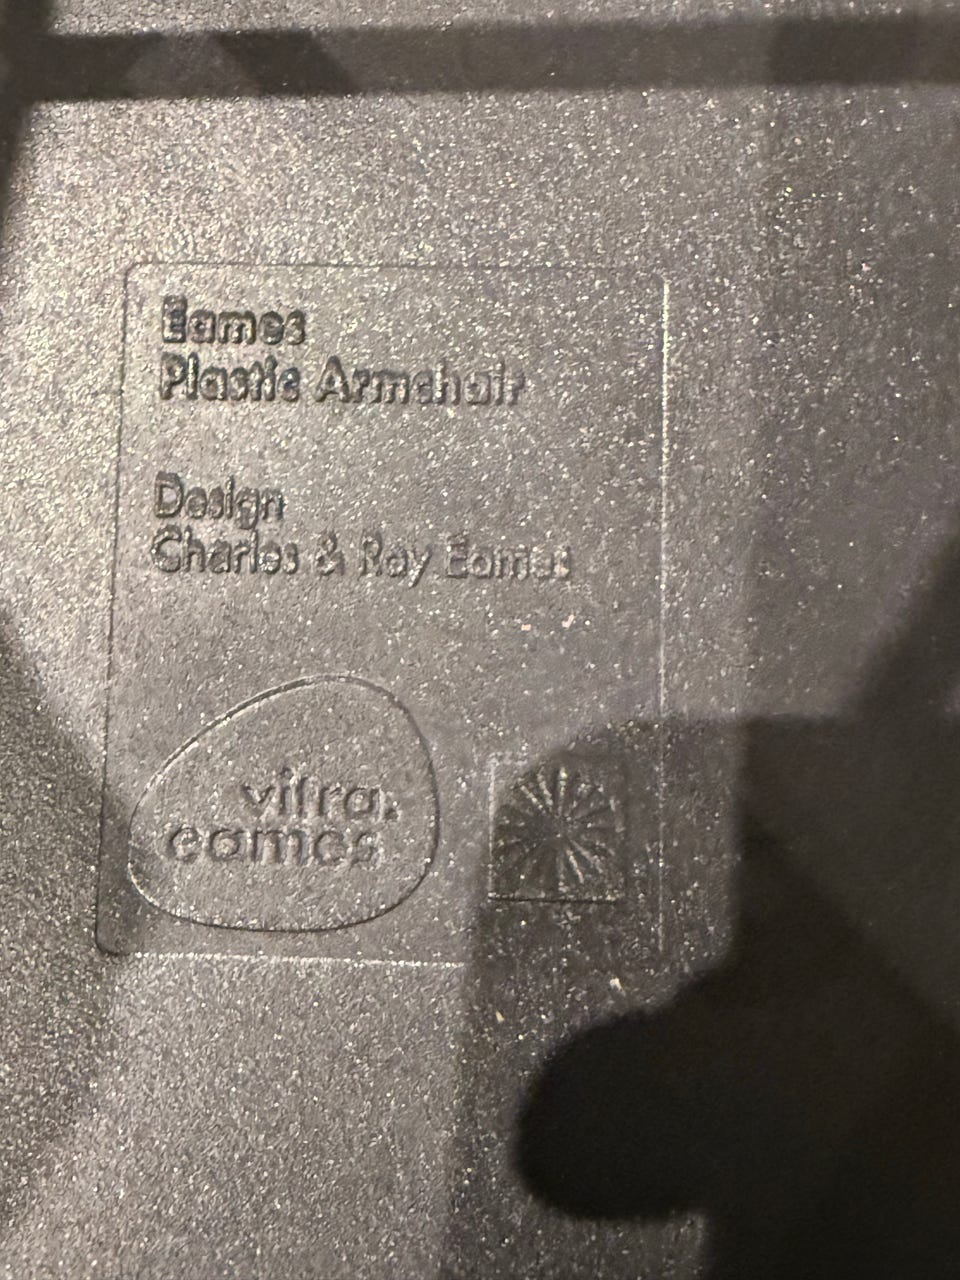 Eames
Plastic Armchair
Design
Charles & Ray Eames
vitra.
eames